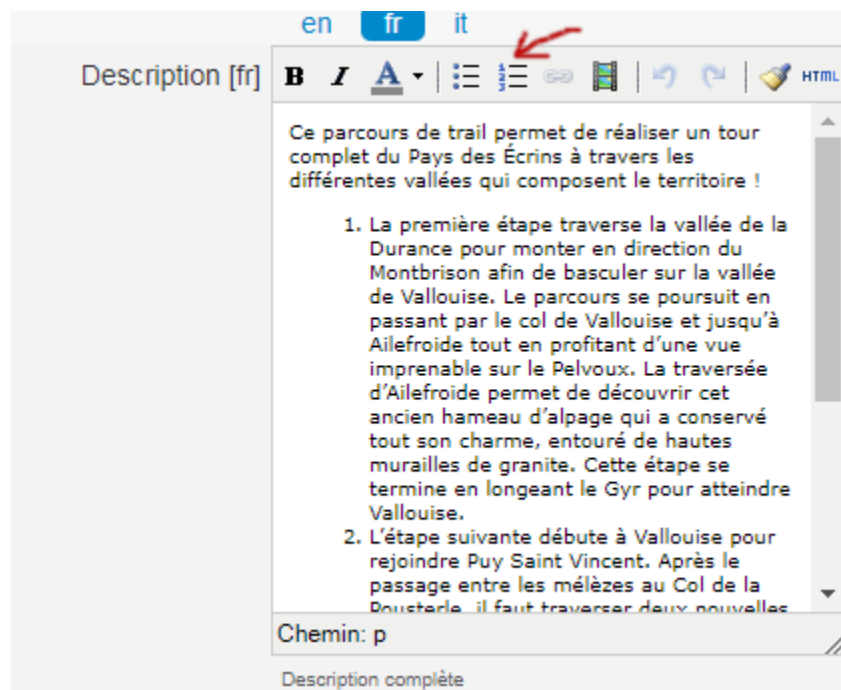 en fr it
Description [fr]
B I A HTML
Ce parcours de trail permet de réaliser un tour
complet du Pays des Écrins à travers les
différentes vallées qui composent le territoire !
1. La première étape traverse la vallée de la
Durance pour monter en direction du
Montbrison afin de basculer sur la vallée
de Vallouise. Le parcours se poursuit en
passant par le col de Vallouise et jusqu’à
Ailefroide tout en profitant d’une vue
imprenable sur le Pelvoux. La traversée
d’Ailefroide permet de découvrir cet
ancien hameau d’alpage qui a conservé
tout son charme, entouré de hautes
murailles de granite. Cette étape se
termine en longeant le Gyr pour atteindre
Vallouise.
2. L’étape suivante débute à Vallouise pour
rejoindre Puy Saint Vincent. Après le
passage entre les mélèzes au Col de la
Pousterle, il faut traverser deux nouvelles
Chemin: p
Description complète